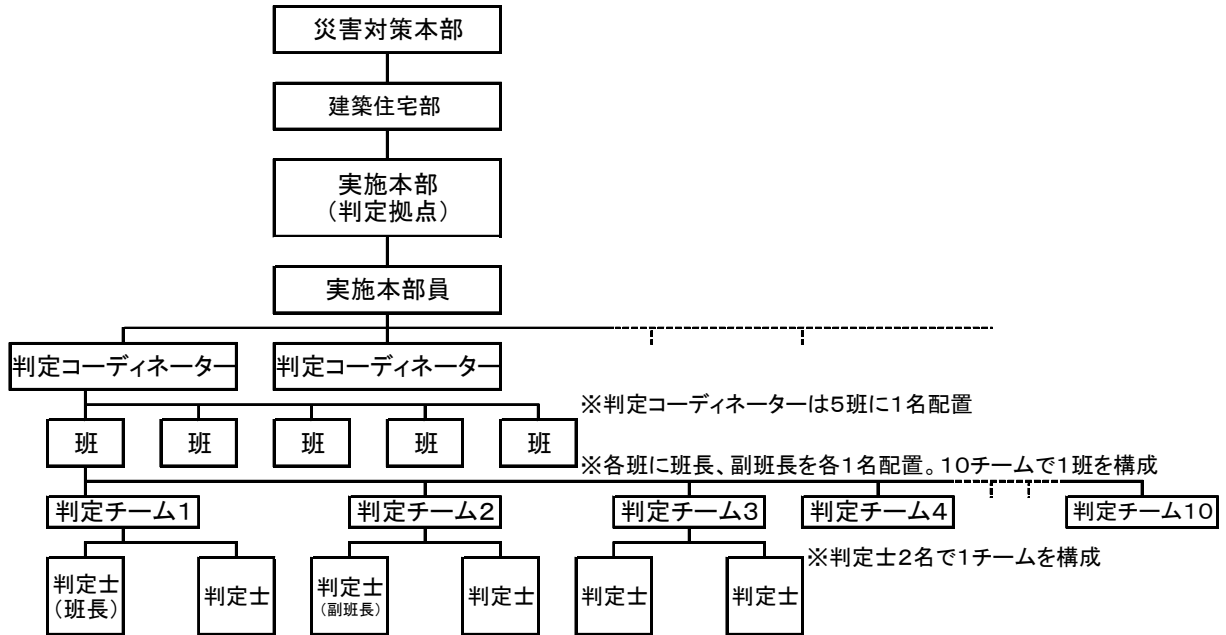 災害対策本部
建築住宅部
実施本部
（判定拠点）
実施本部員
判定コーディネーター
判定コーディネーター
※判定コーディネーターは５班に１名配置
班
班
班
班
班
※各班に班長、副班長を各１名配置。１０チームで１班を構成
判定チーム１
判定チーム２
判定チーム３
判定チーム４
判定チーム１０
※判定士２名で１チームを構成
判定士
（班長）
判定士
判定士
（副班長）
判定士
判定士
判定士